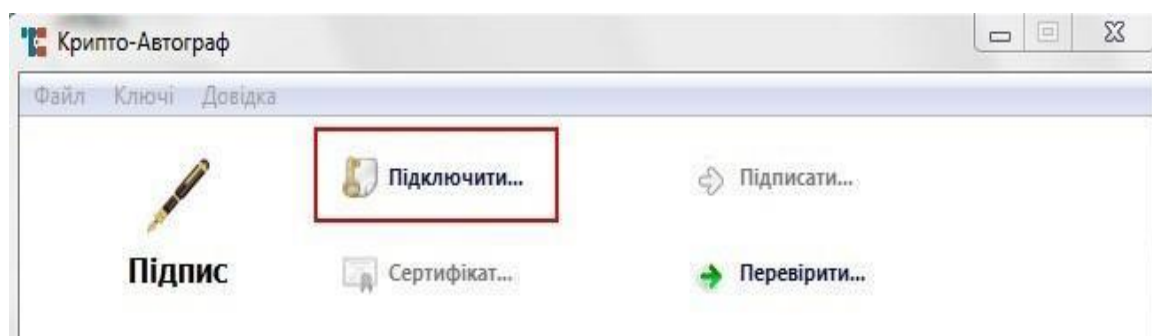 Крипто-Автограф
Файл Ключі Довідка
Підключити... Підписати...
Підпис Сертифікат... Перевірити...